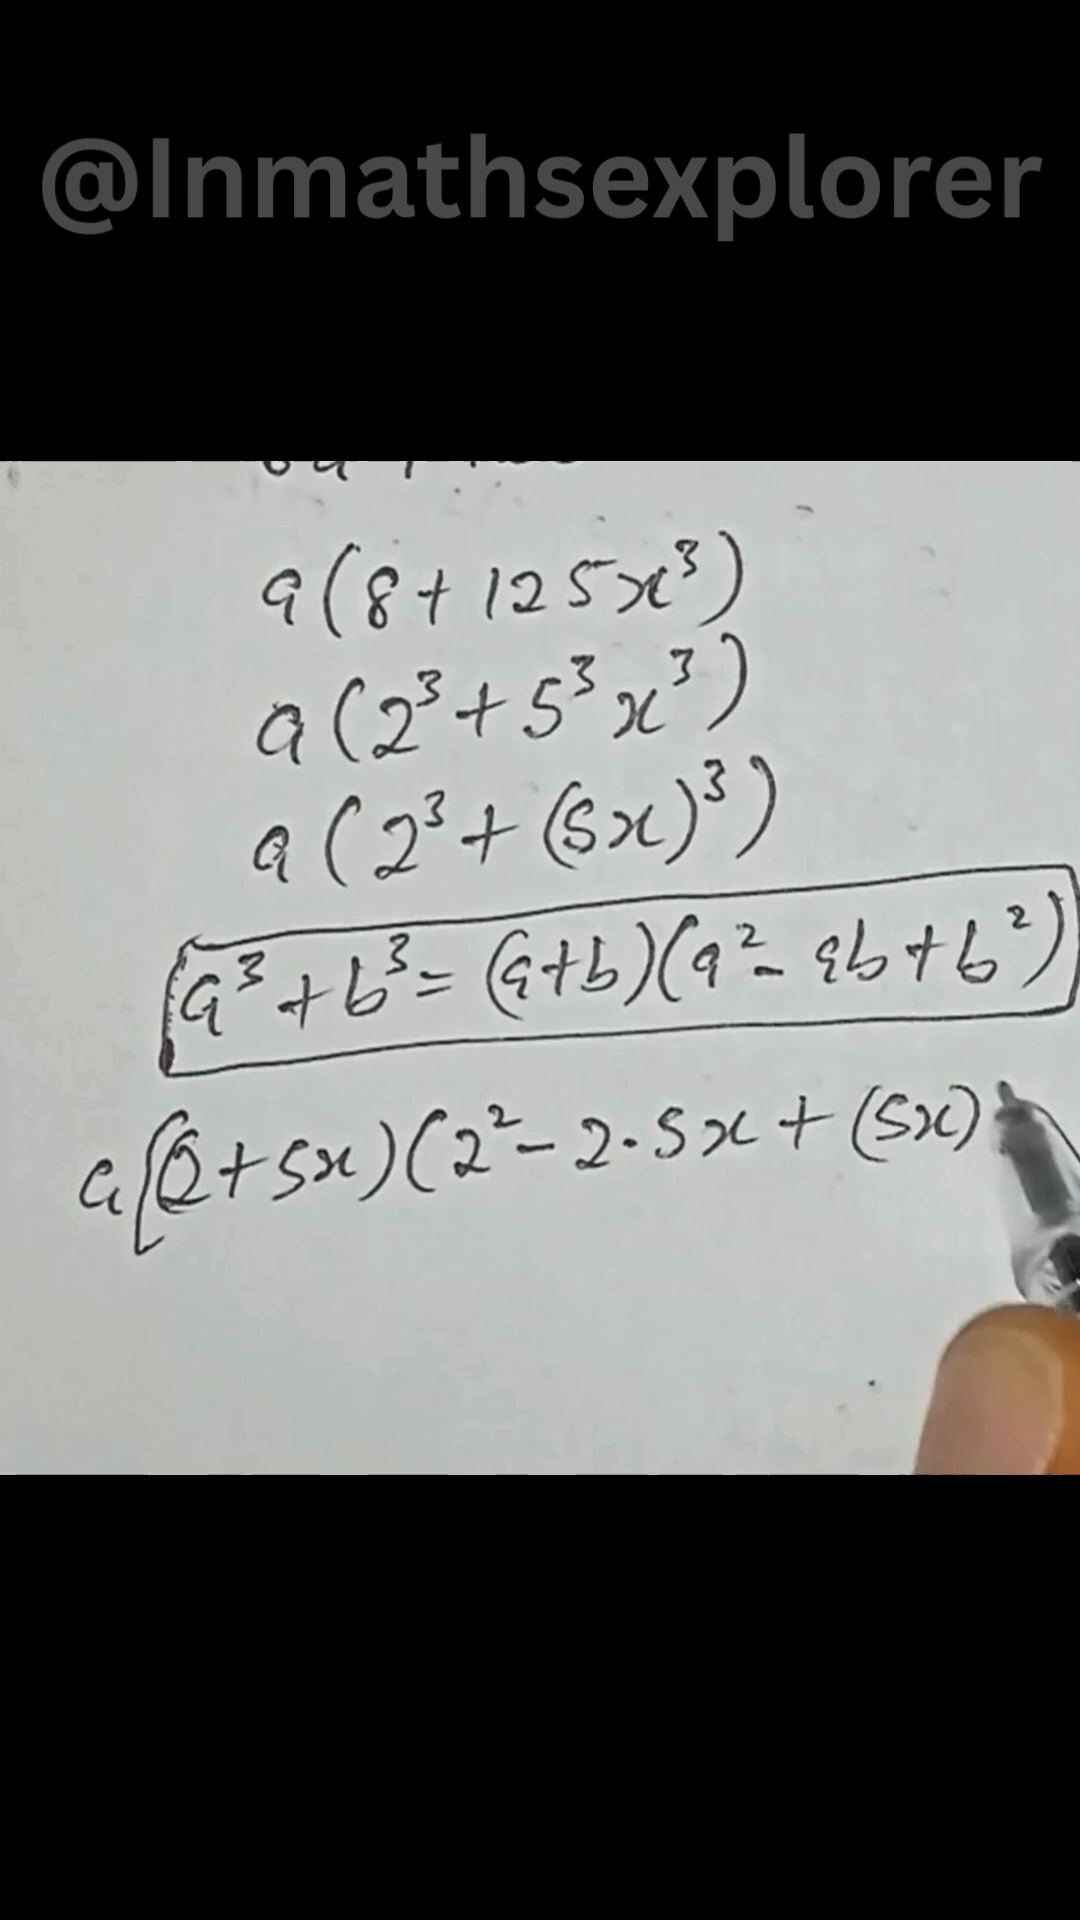 @Inmathsexplorer
a(8+125x³)
a(2³+5³x³)
a(2³+(5x)³)
a³+b³=(a+b)(a²-ab+b²)
a[(2+5x)(2²-2·5x+(5x)